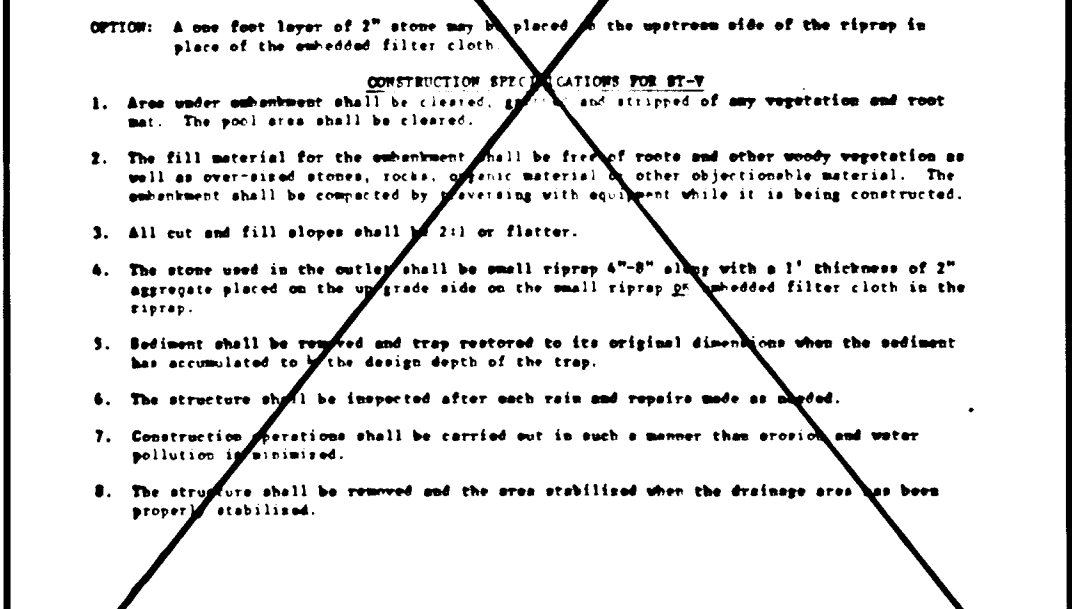 OPTION: A one foot layer of 2" stone may be placed on the upstream side of the riprap in
place of the embedded filter cloth.
CONSTRUCTION SPECIFICATIONS FOR ST-V
1. Area under embankment shall be cleared, grubbed and stripped of any vegetation and root
mat. The pool area shall be cleared.
2. The fill material for the embankment shall be free of roots and other woody vegetation as
well as over-sized stones, rocks, organic material or other objectionable material. The
embankment shall be compacted by traversing with equipment while it is being constructed.
3. All cut and fill slopes shall be 2:1 or flatter.
4. The stone used in the outlet shall be small riprap 4"-8" along with a 1' thickness of 2"
aggregate placed on the up grade side on the small riprap or embedded filter cloth in the
riprap.
5. Sediment shall be removed and trap restored to its original dimensions when the sediment
has accumulated to the design depth of the trap.
6. The structure shall be inspected after each rain and repairs made as needed.
7. Construction operations shall be carried out in such a manner than erosion and water
pollution is minimized.
8. The structure shall be removed and the area stabilized when the drainage area has been
properly stabilized.